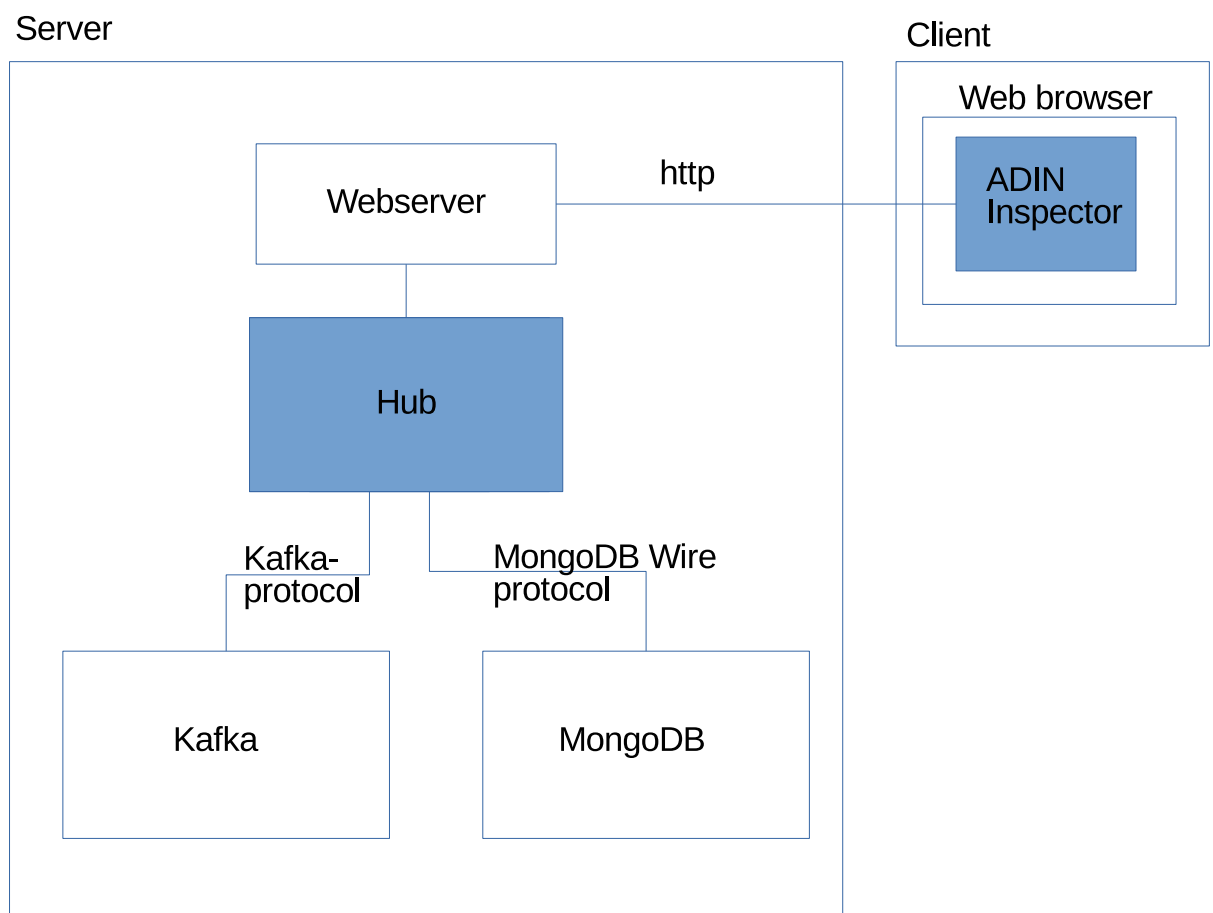 Server
Client
Web browser
Webserver
http
ADIN
Inspector
Hub
Kafka-
protocol
MongoDB Wire
protocol
Kafka
MongoDB